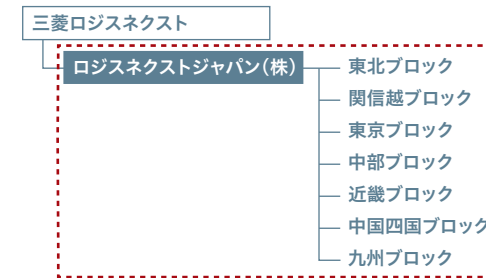 三菱ロジスネクスト
ロジスネクストジャパン（株）
東北ブロック
関信越ブロック
東京ブロック
中部ブロック
近畿ブロック
中国四国ブロック
九州ブロック